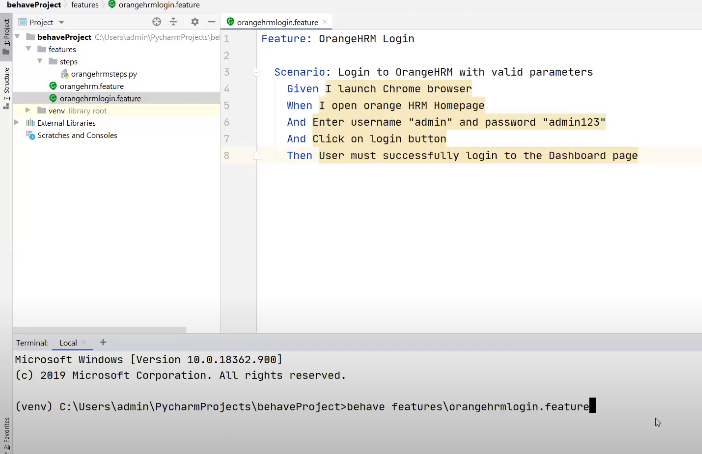 behaveProject › features › orangehrmlogin.feature
Project
orangehrmlogin.feature
1: Project
behaveProject C:\Users\admin\PycharmProjects\beh
features
steps
orangehrmsteps.py
orangehrm.feature
orangehrmlogin.feature
venv library root
External Libraries
Scratches and Consoles
Structure
1 Feature: OrangeHRM Login
2
3 Scenario: Login to OrangeHRM with valid parameters
4 Given I launch Chrome browser
5 When I open orange HRM Homepage
6 And Enter username "admin" and password "admin123"
7 And Click on login button
8 Then User must successfully login to the Dashboard page
Terminal: Local +
Microsoft Windows [Version 10.0.18362.900]
(c) 2019 Microsoft Corporation. All rights reserved.
(venv) C:\Users\admin\PycharmProjects\behaveProject>behave features\orangehrmlogin.feature
2: Favorites